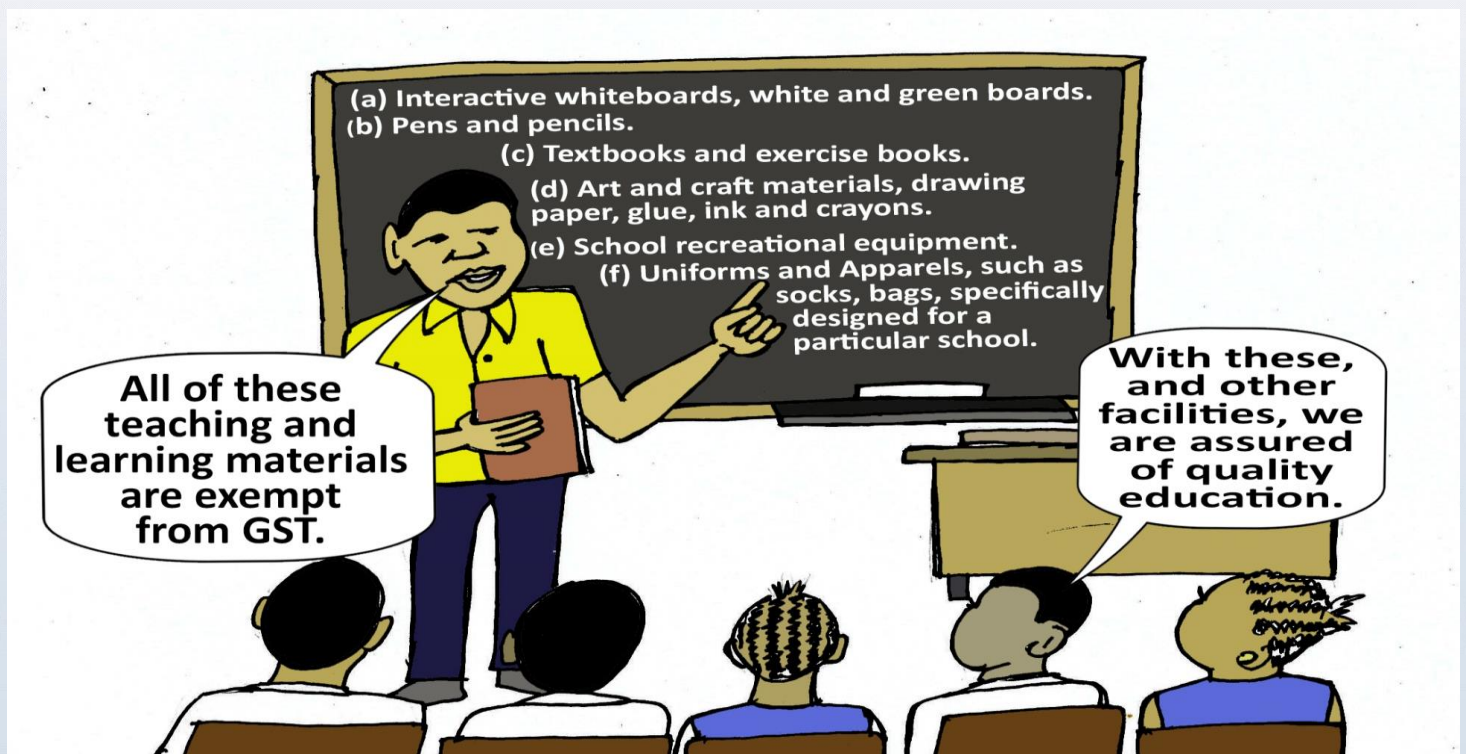 (a) Interactive whiteboards, white and green boards.
(b) Pens and pencils.
(c) Textbooks and exercise books.
(d) Art and craft materials, drawing
paper, glue, ink and crayons.
(e) School recreational equipment.
(f) Uniforms and Apparels, such as
socks, bags, specifically
designed for a
particular school.
All of these
teaching and
learning materials
are exempt
from GST.
With these,
and other
facilities, we
are assured
of quality
education.